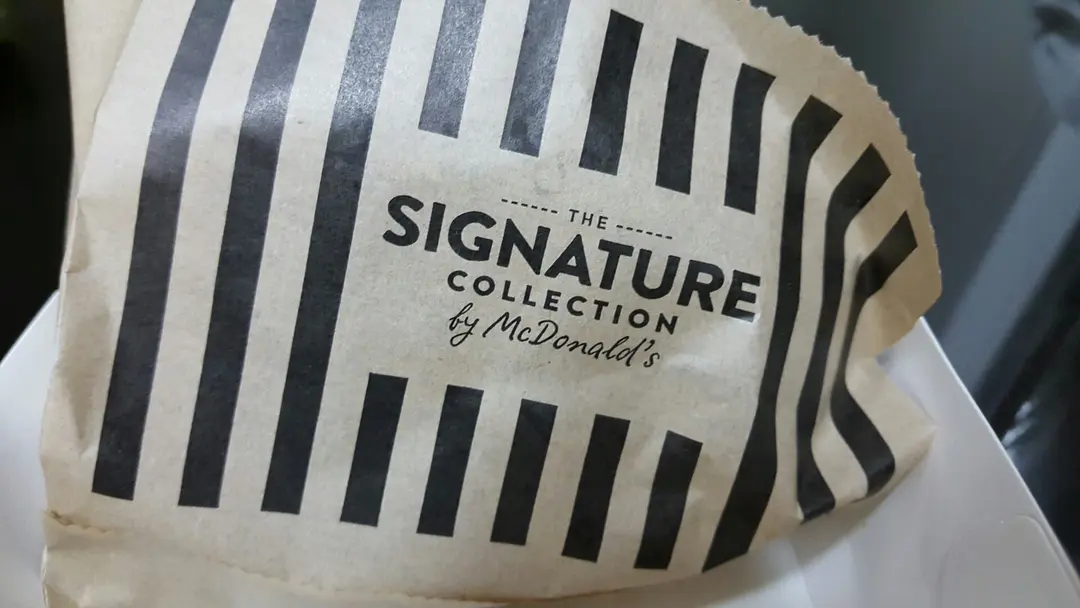 THE
SIGNATURE
COLLECTION
by McDonald's